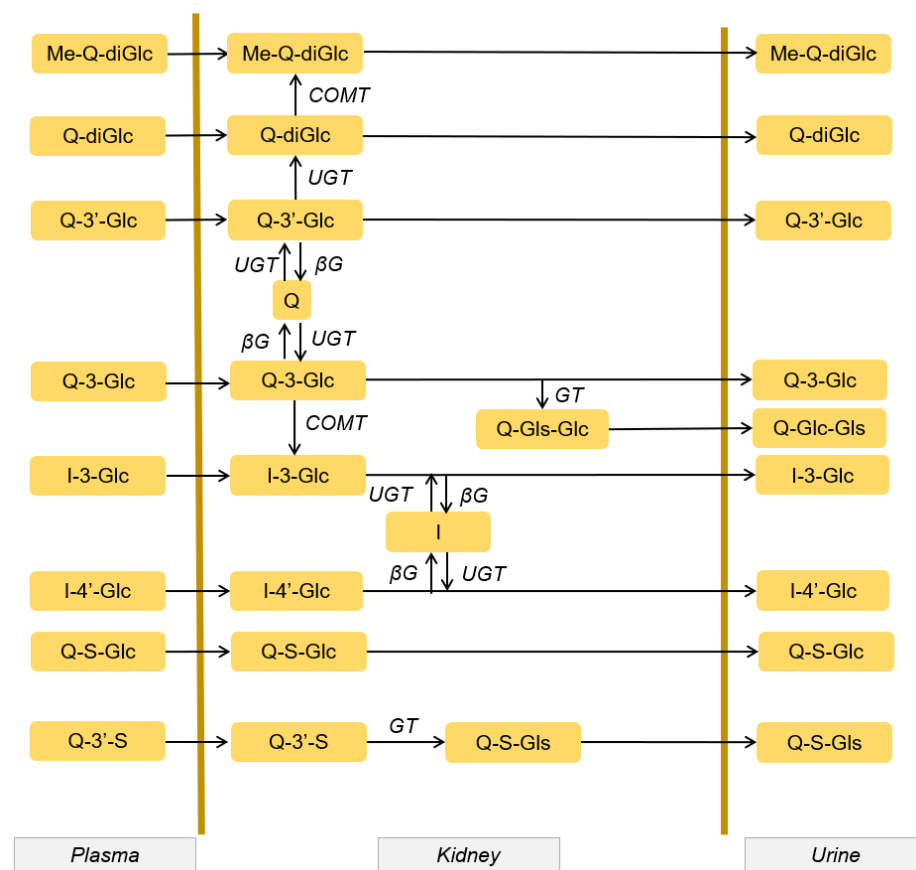 Me-Q-diGlc Me-Q-diGlc Me-Q-diGlc
COMT
Q-diGlc Q-diGlc Q-diGlc
UGT
Q-3’-Glc Q-3’-Glc Q-3’-Glc
UGT βG
Q
βG UGT
Q-3-Glc Q-3-Glc Q-3-Glc
GT
COMT Q-Gls-Glc Q-Glc-Gls
I-3-Glc I-3-Glc I-3-Glc
UGT βG
I
βG UGT
I-4’-Glc I-4’-Glc I-4’-Glc
Q-S-Glc Q-S-Glc Q-S-Glc
GT
Q-3’-S Q-3’-S Q-S-Gls Q-S-Gls
Plasma Kidney Urine